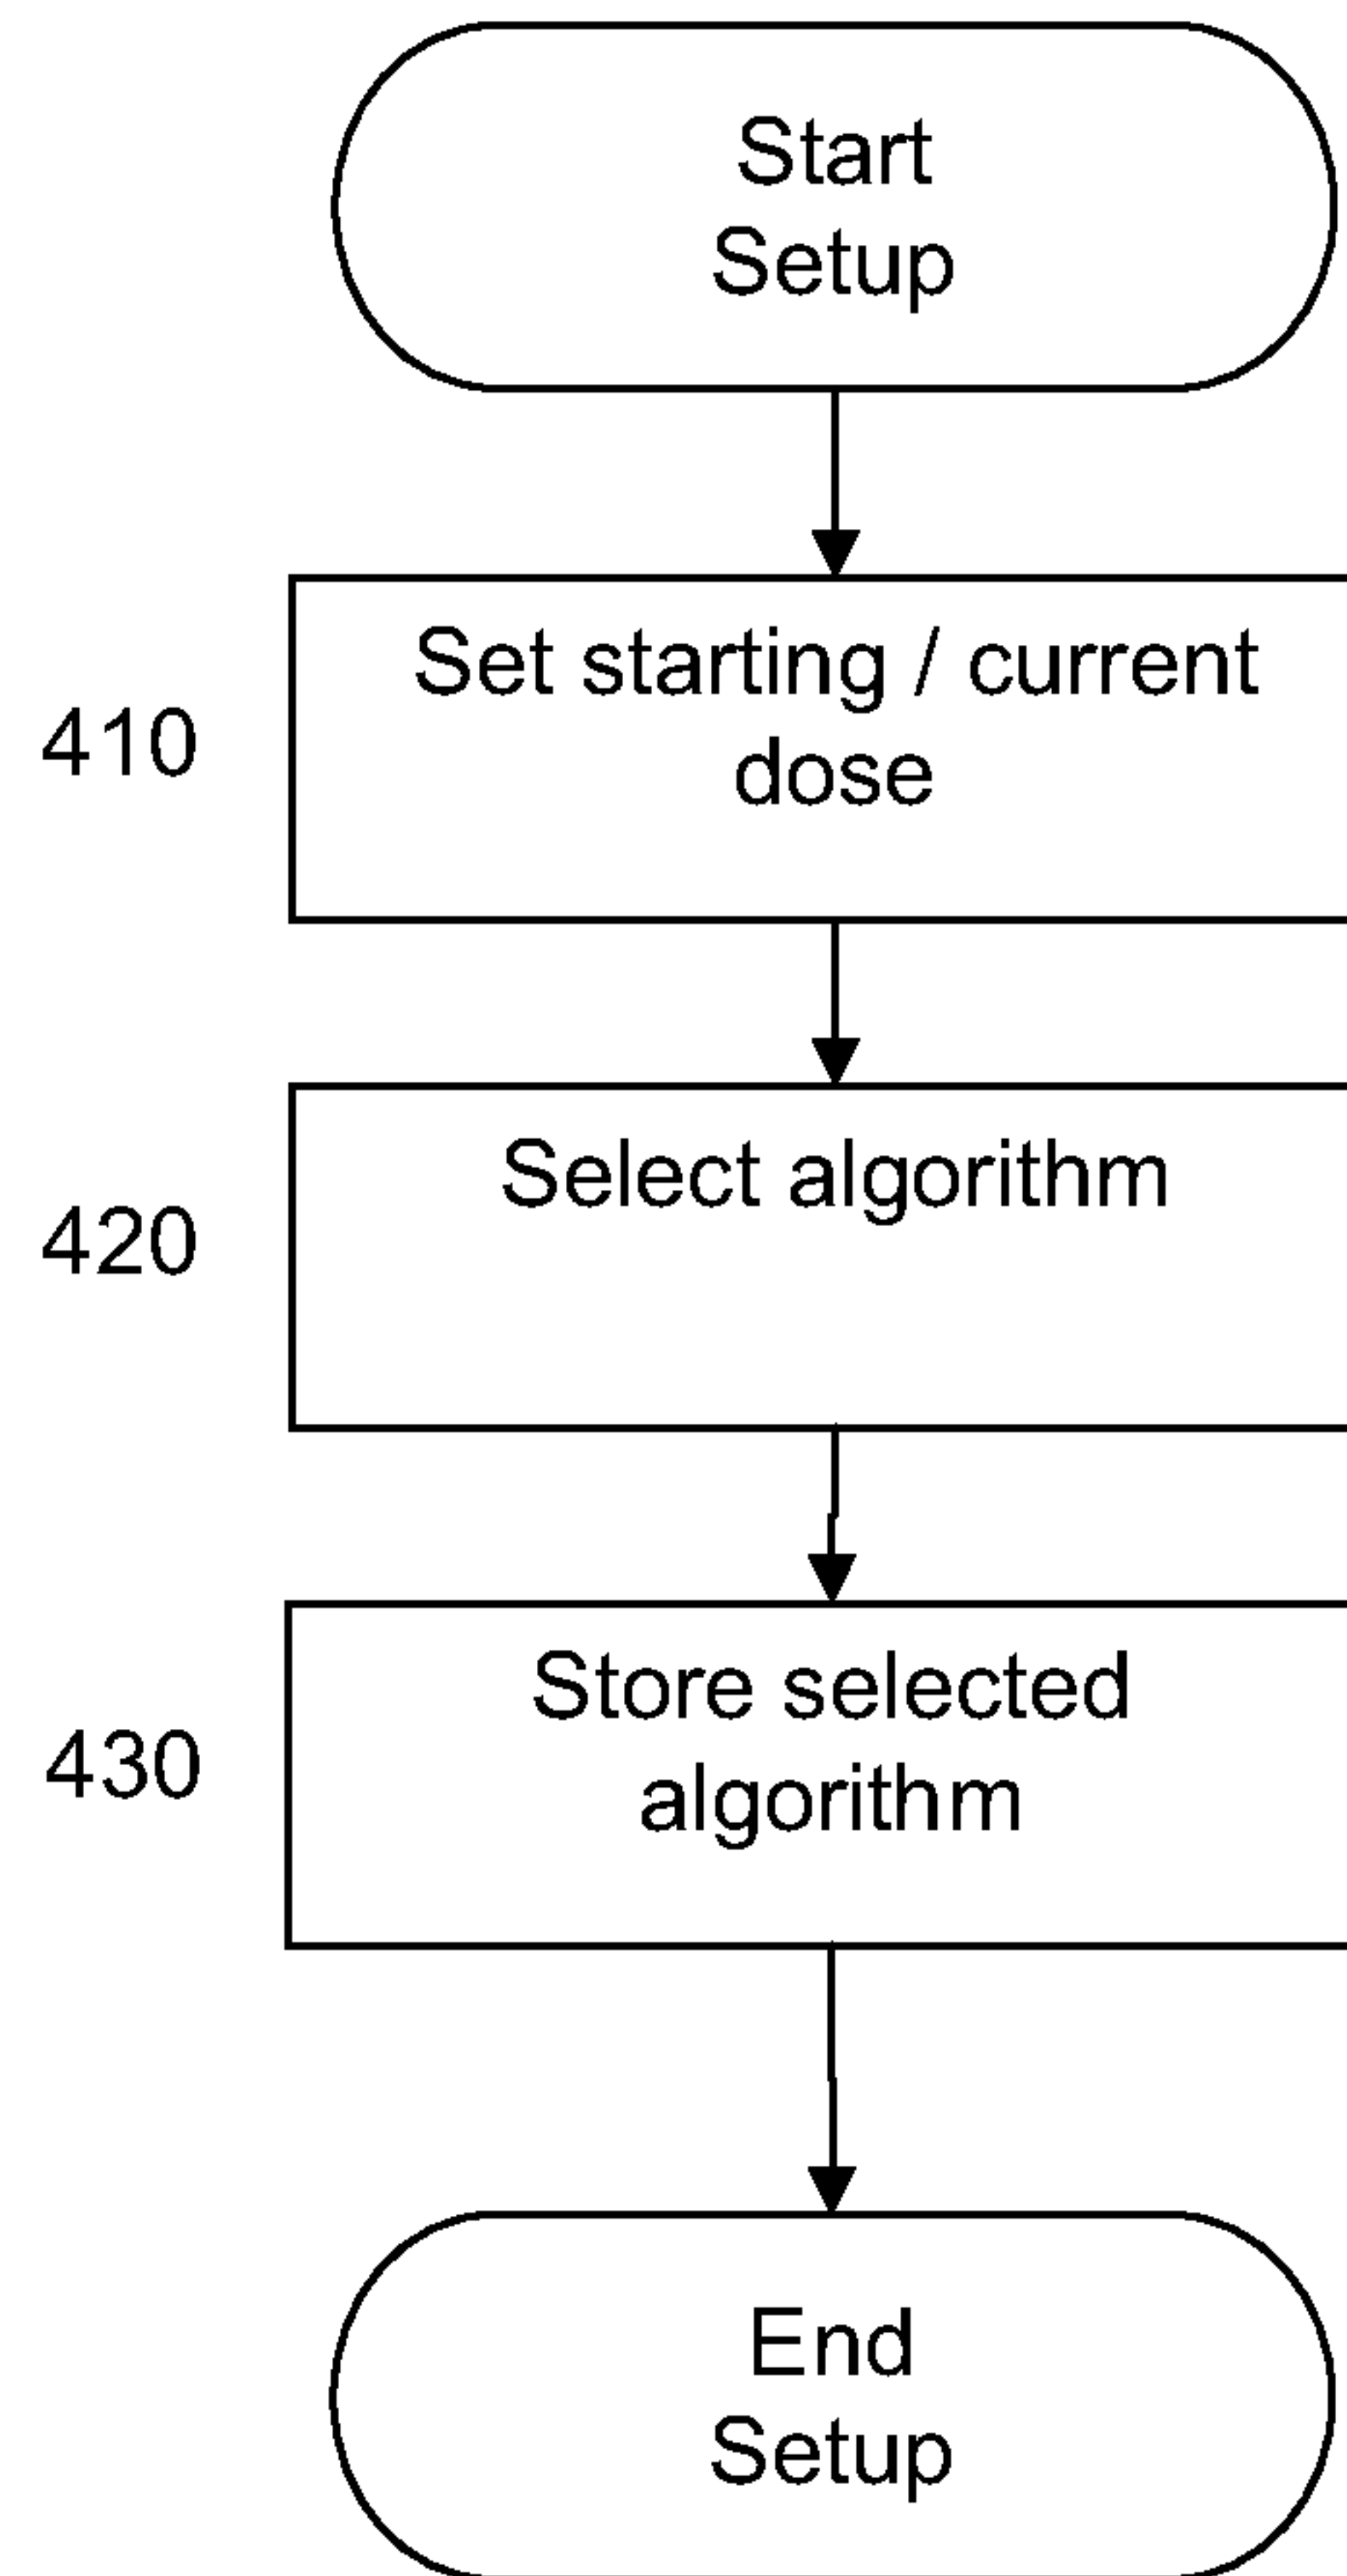 Start
Setup
410
Set starting / current
dose
420
Select algorithm
430
Store selected
algorithm
End
Setup